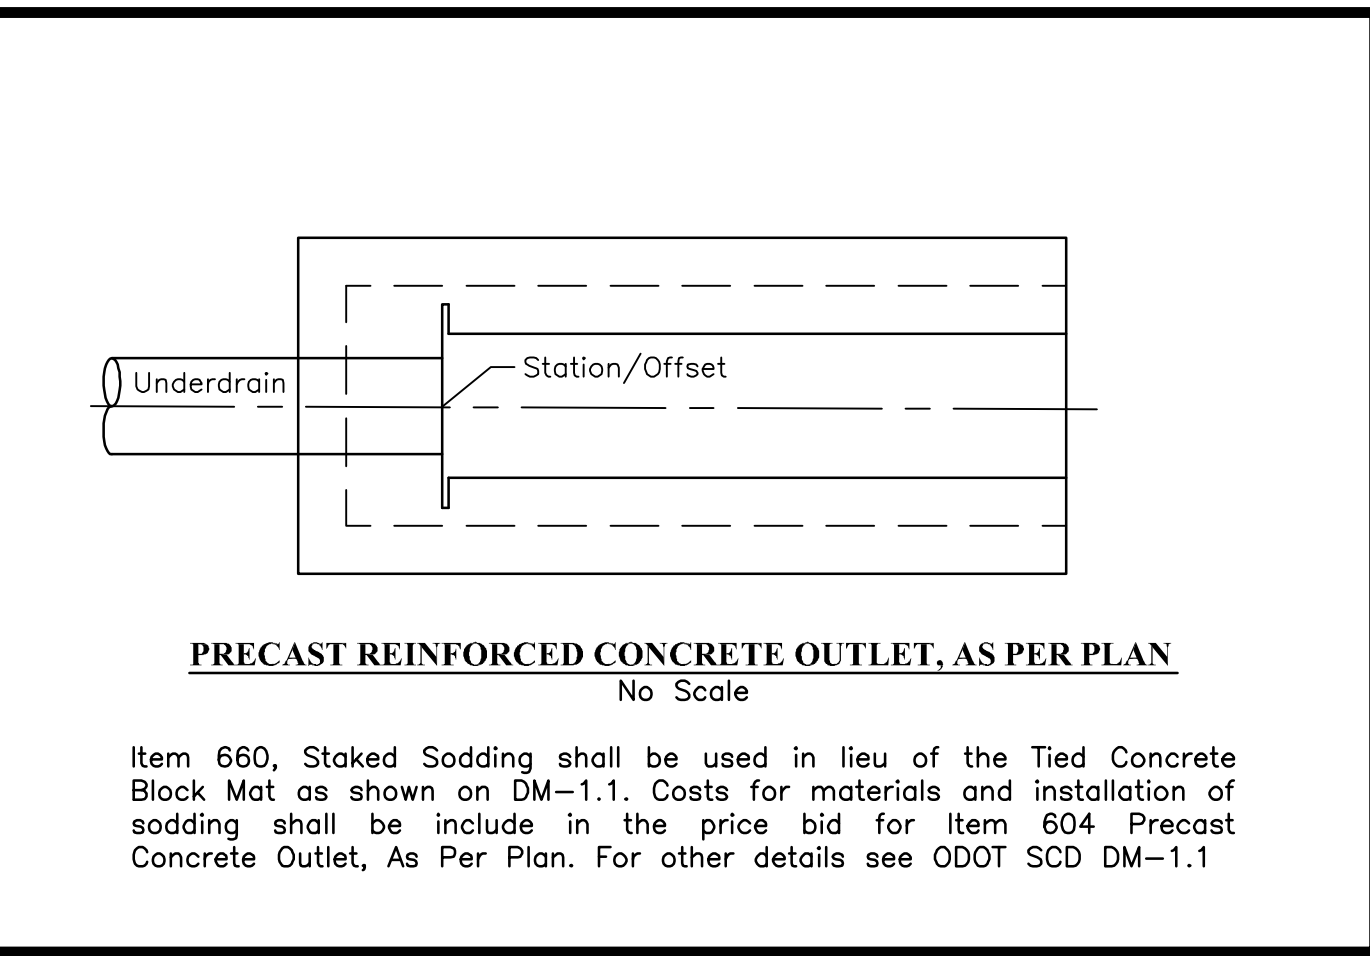 Station/Offset
Underdrain
PRECAST REINFORCED CONCRETE OUTLET, AS PER PLAN
No Scale
Item 660, Staked Sodding shall be used in lieu of the Tied Concrete
Block Mat as shown on DM-1.1. Costs for materials and installation of
sodding shall be include in the price bid for Item 604 Precast
Concrete Outlet, As Per Plan. For other details see ODOT SCD DM-1.1